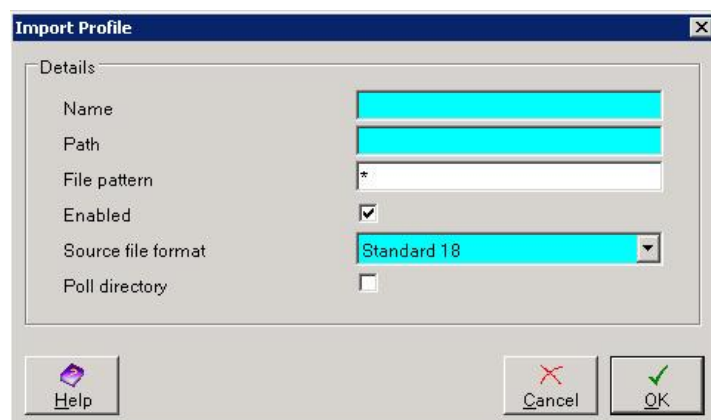 Import Profile
Details
Name
Path
File pattern
*
Enabled
Source file format
Standard 18
Poll directory
Help
Cancel
OK